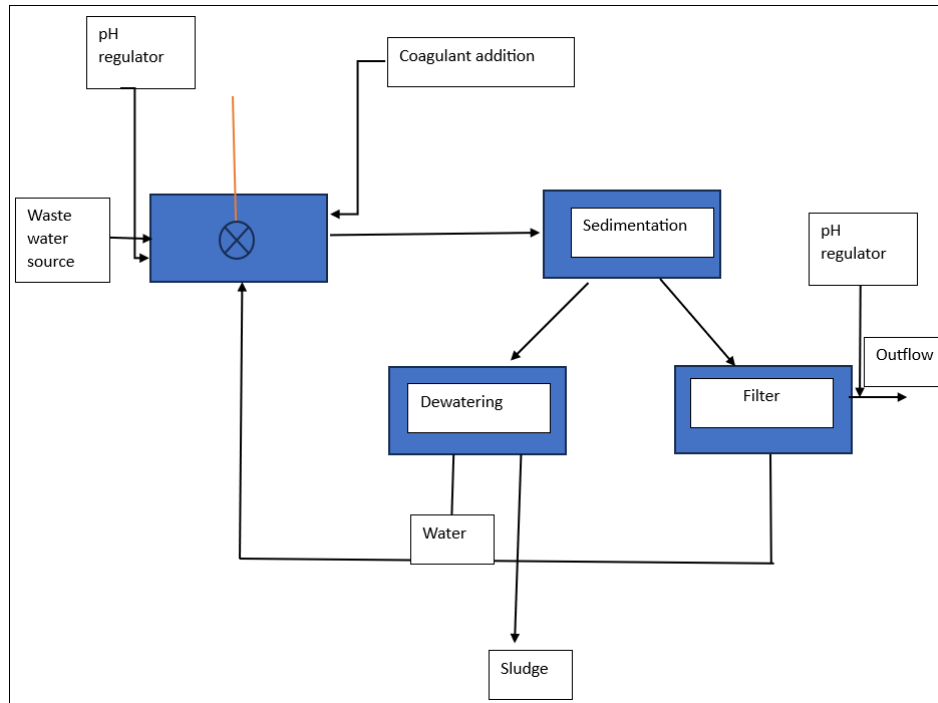 pH
regulator
Coagulant addition
Waste
water
source
Sedimentation
pH
regulator
Outflow
Dewatering
Filter
Water
Sludge